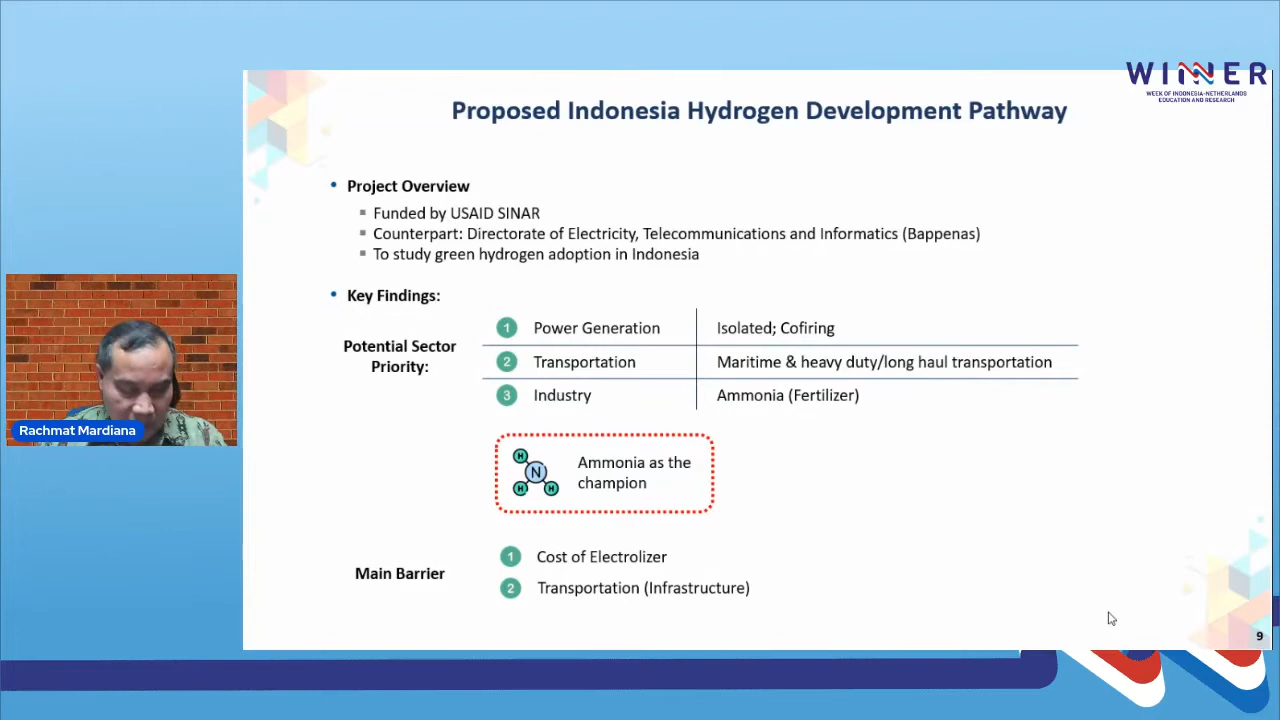 WINNER
WEEK OF INDONESIA-NETHERLANDS
EDUCATION AND RESEARCH
Proposed Indonesia Hydrogen Development Pathway
• Project Overview
▪ Funded by USAID SINAR
▪ Counterpart: Directorate of Electricity, Telecommunications and Informatics (Bappenas)
▪ To study green hydrogen adoption in Indonesia
• Key Findings:
Potential Sector
Priority:
1 Power Generation Isolated; Cofiring
2 Transportation Maritime & heavy duty/long haul transportation
3 Industry Ammonia (Fertilizer)
H
N
H H
Ammonia as the
champion
Main Barrier
1 Cost of Electrolizer
2 Transportation (Infrastructure)
9
Rachmat Mardiana